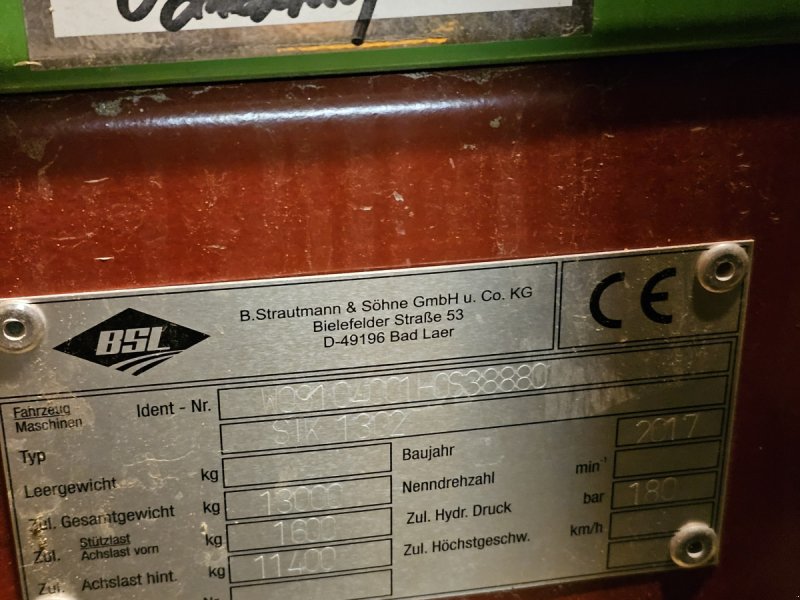 BSL
B.Strautmann & Söhne GmbH u. Co. KG
Bielefelder Straße 53
D-49196 Bad Laer
CE
Fahrzeug
Maschinen
Ident - Nr.
Typ
STK 1302
Baujahr
2017
Leergewicht
kg
Nenndrehzahl
min⁻¹
Zul. Gesamtgewicht
kg
13000
Zul. Hydr. Druck
bar
180
Zul.
Stützlast
Achslast vorn
kg
1600
Zul. Höchstgeschw.
km/h
Zul. Achslast hint.
kg
11400